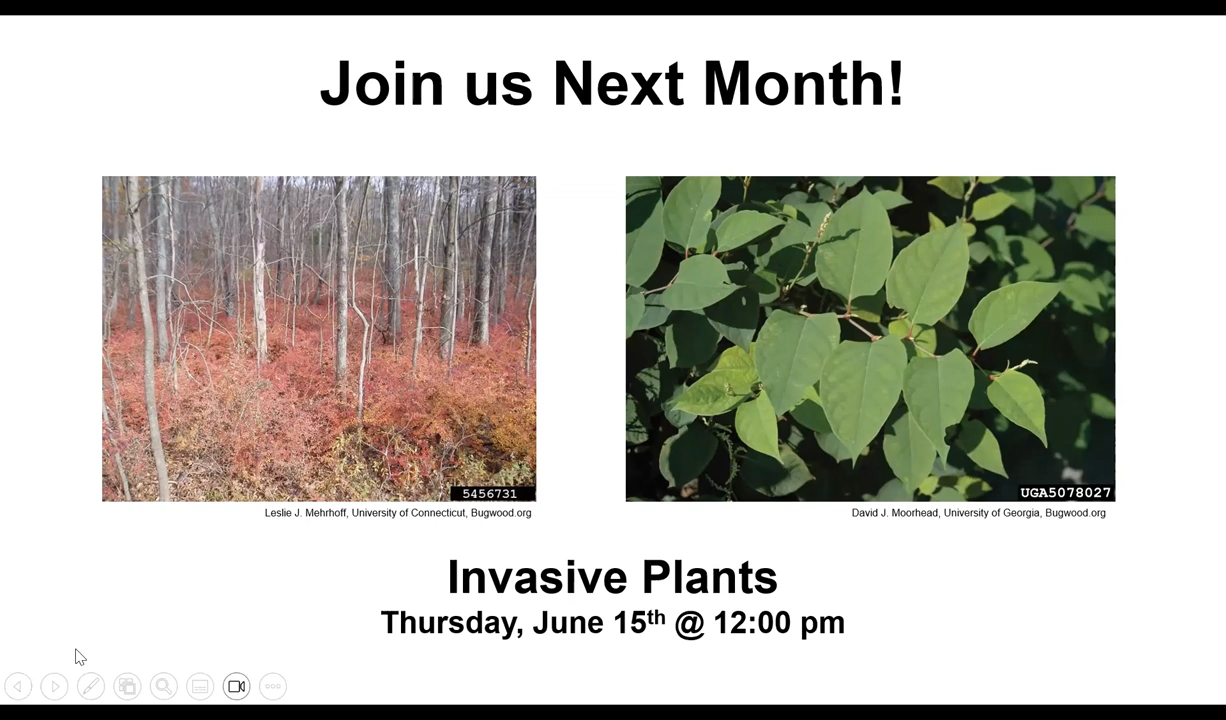 Join us Next Month!
5456731
UGA5078027
Leslie J. Mehrhoff, University of Connecticut, Bugwood.org
David J. Moorhead, University of Georgia, Bugwood.org
Invasive Plants
Thursday, June 15th @ 12:00 pm